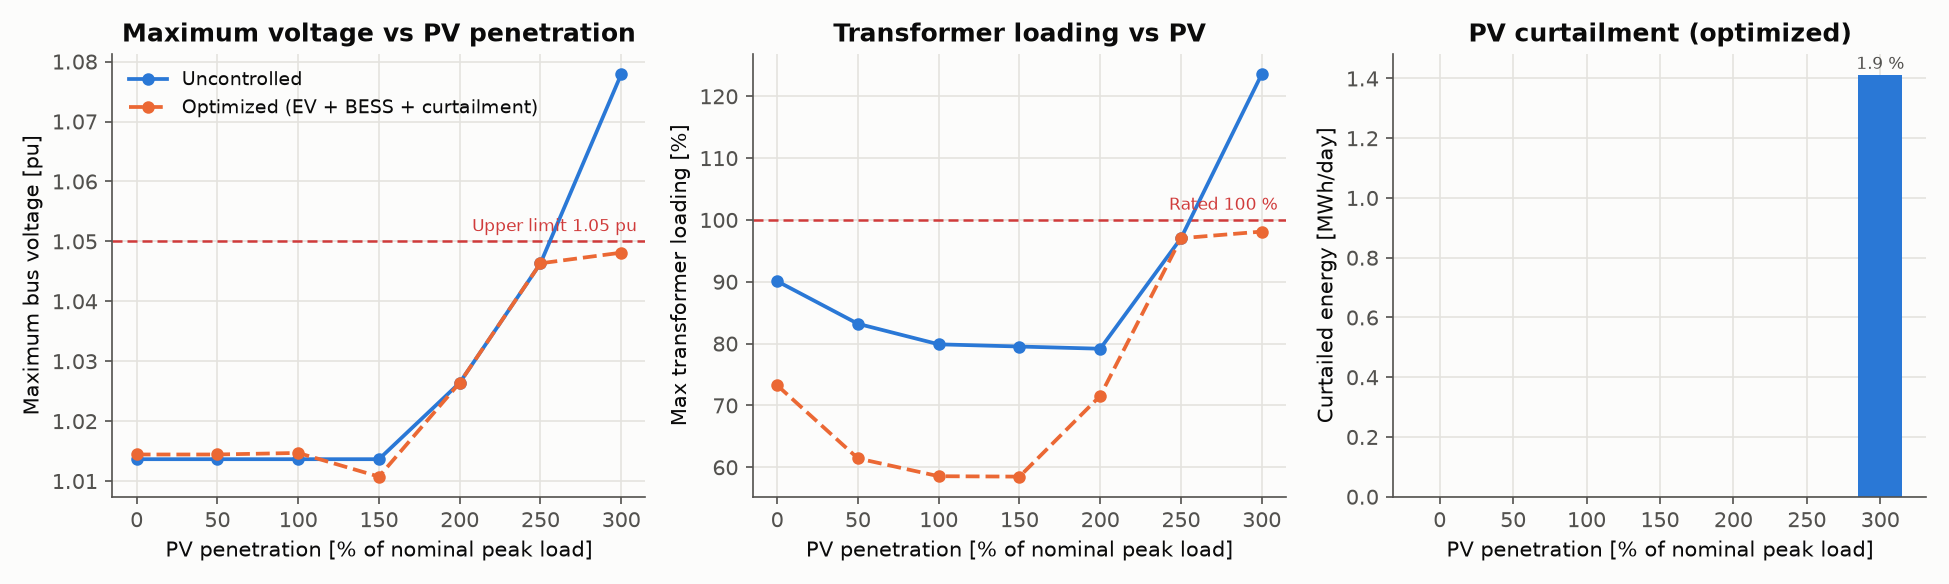 Maximum voltage vs PV penetration
Maximum bus voltage [pu]
1.08
1.07
1.06
1.05
1.04
1.03
1.02
1.01
Uncontrolled
Optimized (EV + BESS + curtailment)
Upper limit 1.05 pu
0 50 100 150 200 250 300
PV penetration [% of nominal peak load]
Transformer loading vs PV
Max transformer loading [%]
120
110
100
90
80
70
60
Rated 100 %
0 50 100 150 200 250 300
PV penetration [% of nominal peak load]
PV curtailment (optimized)
Curtailed energy [MWh/day]
1.4
1.2
1.0
0.8
0.6
0.4
0.2
0.0
1.9 %
0 50 100 150 200 250 300
PV penetration [% of nominal peak load]